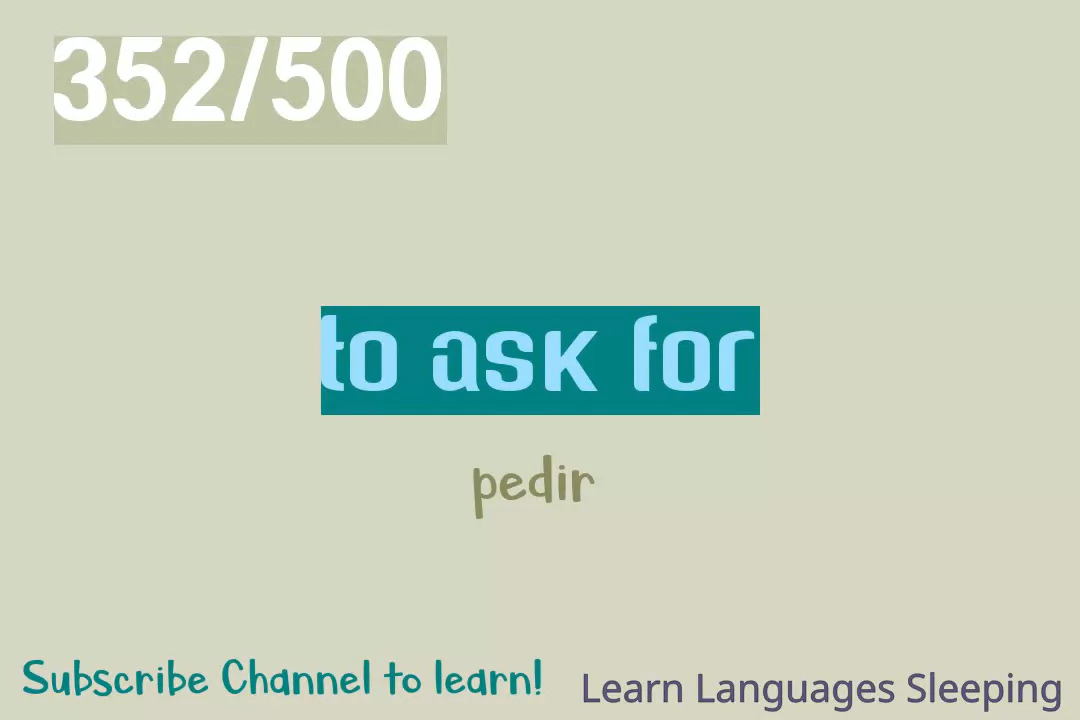 352/500
to ask for
pedir
Subscribe Channel to learn!
Learn Languages Sleeping